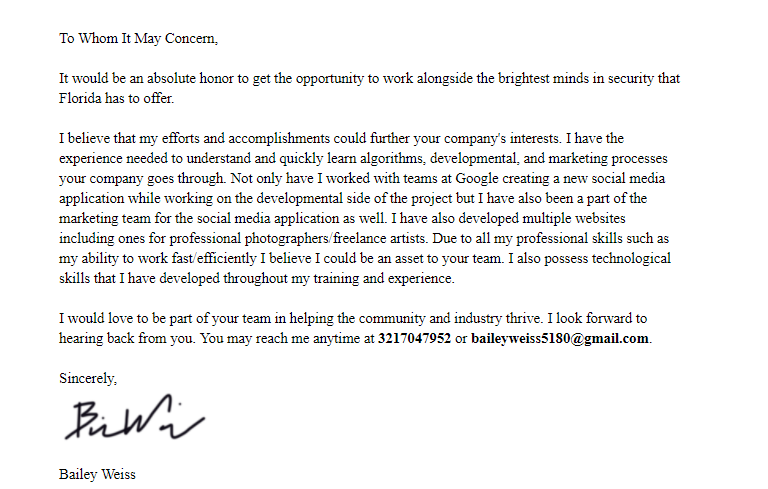 To Whom It May Concern,
It would be an absolute honor to get the opportunity to work alongside the brightest minds in security that
Florida has to offer.
I believe that my efforts and accomplishments could further your company's interests. I have the
experience needed to understand and quickly learn algorithms, developmental, and marketing processes
your company goes through. Not only have I worked with teams at Google creating a new social media
application while working on the developmental side of the project but I have also been a part of the
marketing team for the social media application as well. I have also developed multiple websites
including ones for professional photographers/freelance artists. Due to all my professional skills such as
my ability to work fast/efficiently I believe I could be an asset to your team. I also possess technological
skills that I have developed throughout my training and experience.
I would love to be part of your team in helping the community and industry thrive. I look forward to
hearing back from you. You may reach me anytime at 3217047952 or baileyweiss5180@gmail.com.
Sincerely,
Bailey Weiss